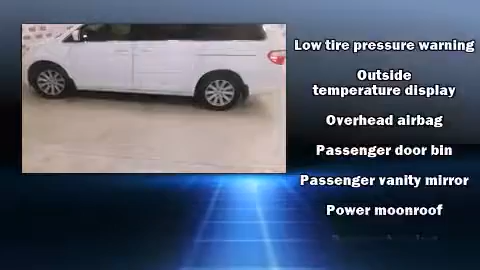 Low tire pressure warning
Outside
temperature display
Overhead airbag
Passenger door bin
Passenger vanity mirror
Power moonroof